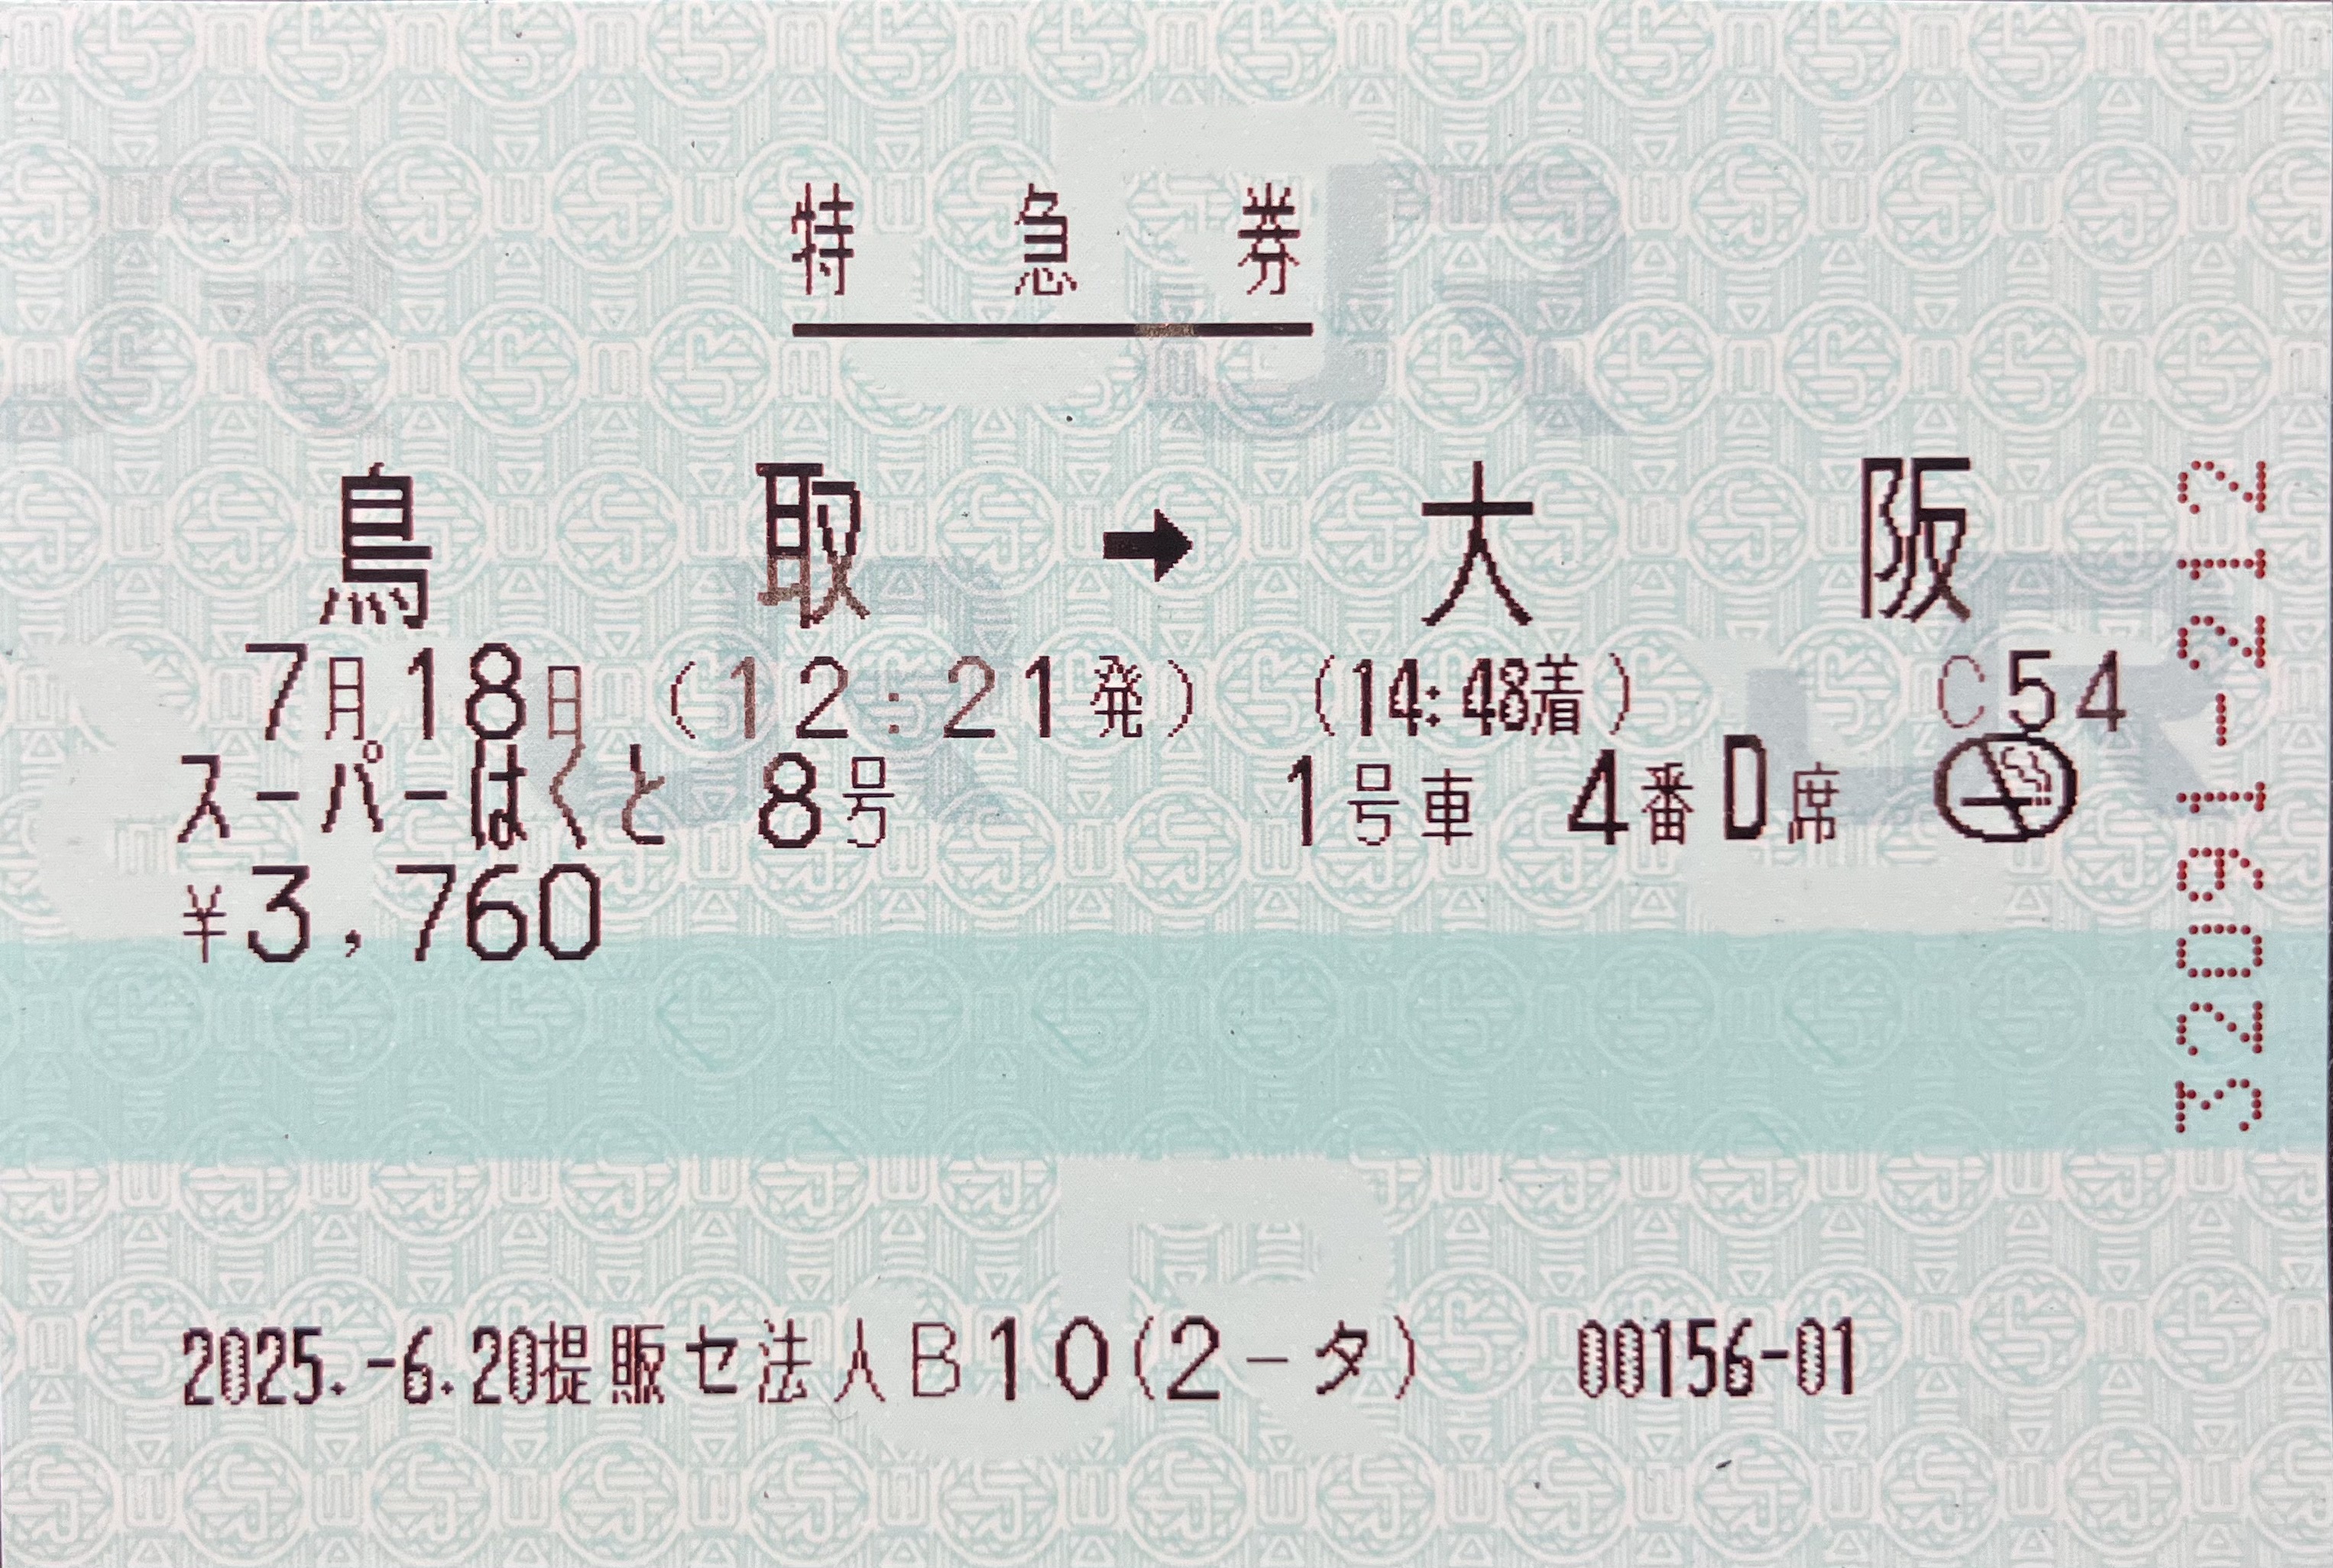 特急券
鳥取➡大阪
7月18日（12：21発） （14：48着） C54
スーパーはくと 8号 1号車 4番D席
¥3,760
2025.-6.20提販セ法人B10(2-タ) 00156-01
32091-2112